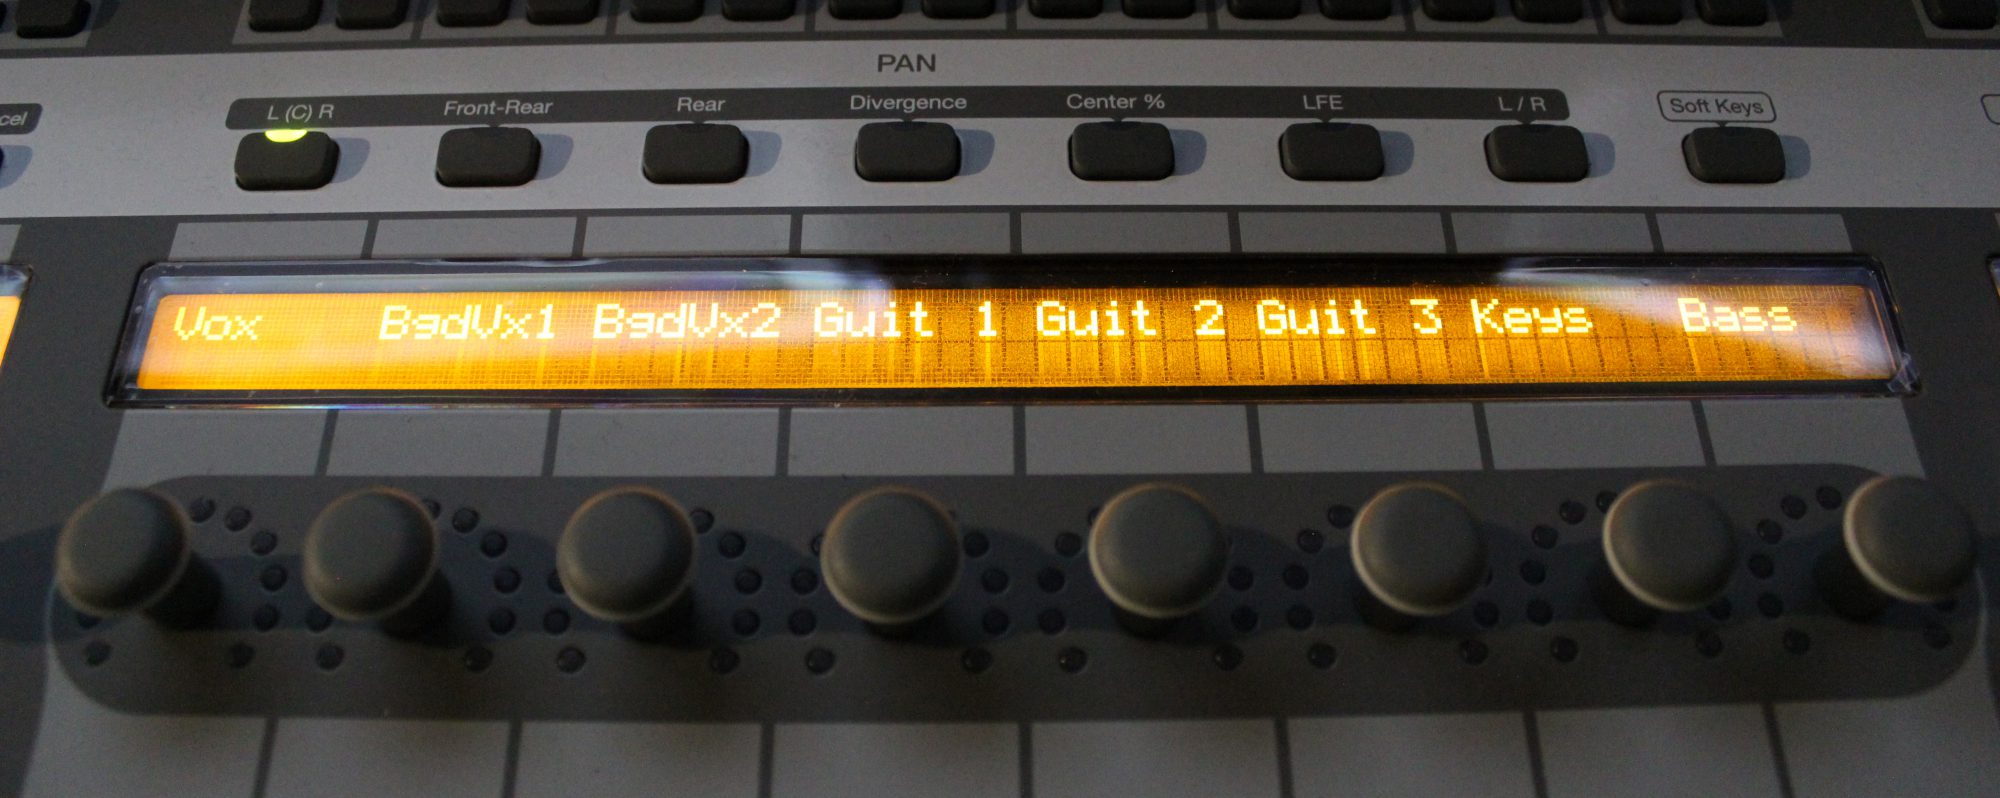 PAN
cel L (C) R Front-Rear Rear Divergence Center % LFE L / R Soft Keys
Vox BgdVx1 BgdVx2 Guit 1 Guit 2 Guit 3 Keys Bass